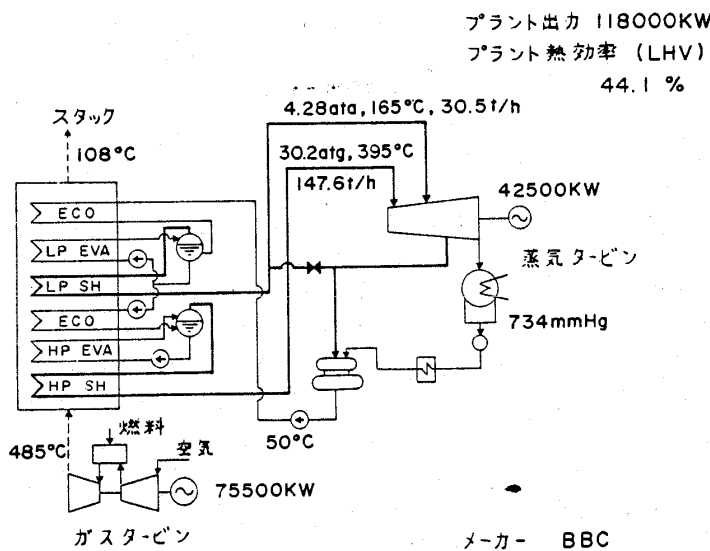 プラント出力 118000KW
プラント熱効率 (LHV)
44.1 %
スタック
108°C
4.28ata, 165°C, 30.5t/h
30.2atg, 395°C
147.6t/h
42500KW
蒸気タービン
734mmHg
ECO
LP EVA
LP SH
ECO
HP EVA
HP SH
50°C
485°C
燃料
空気
75500KW
ガスタービン
メーカー BBC